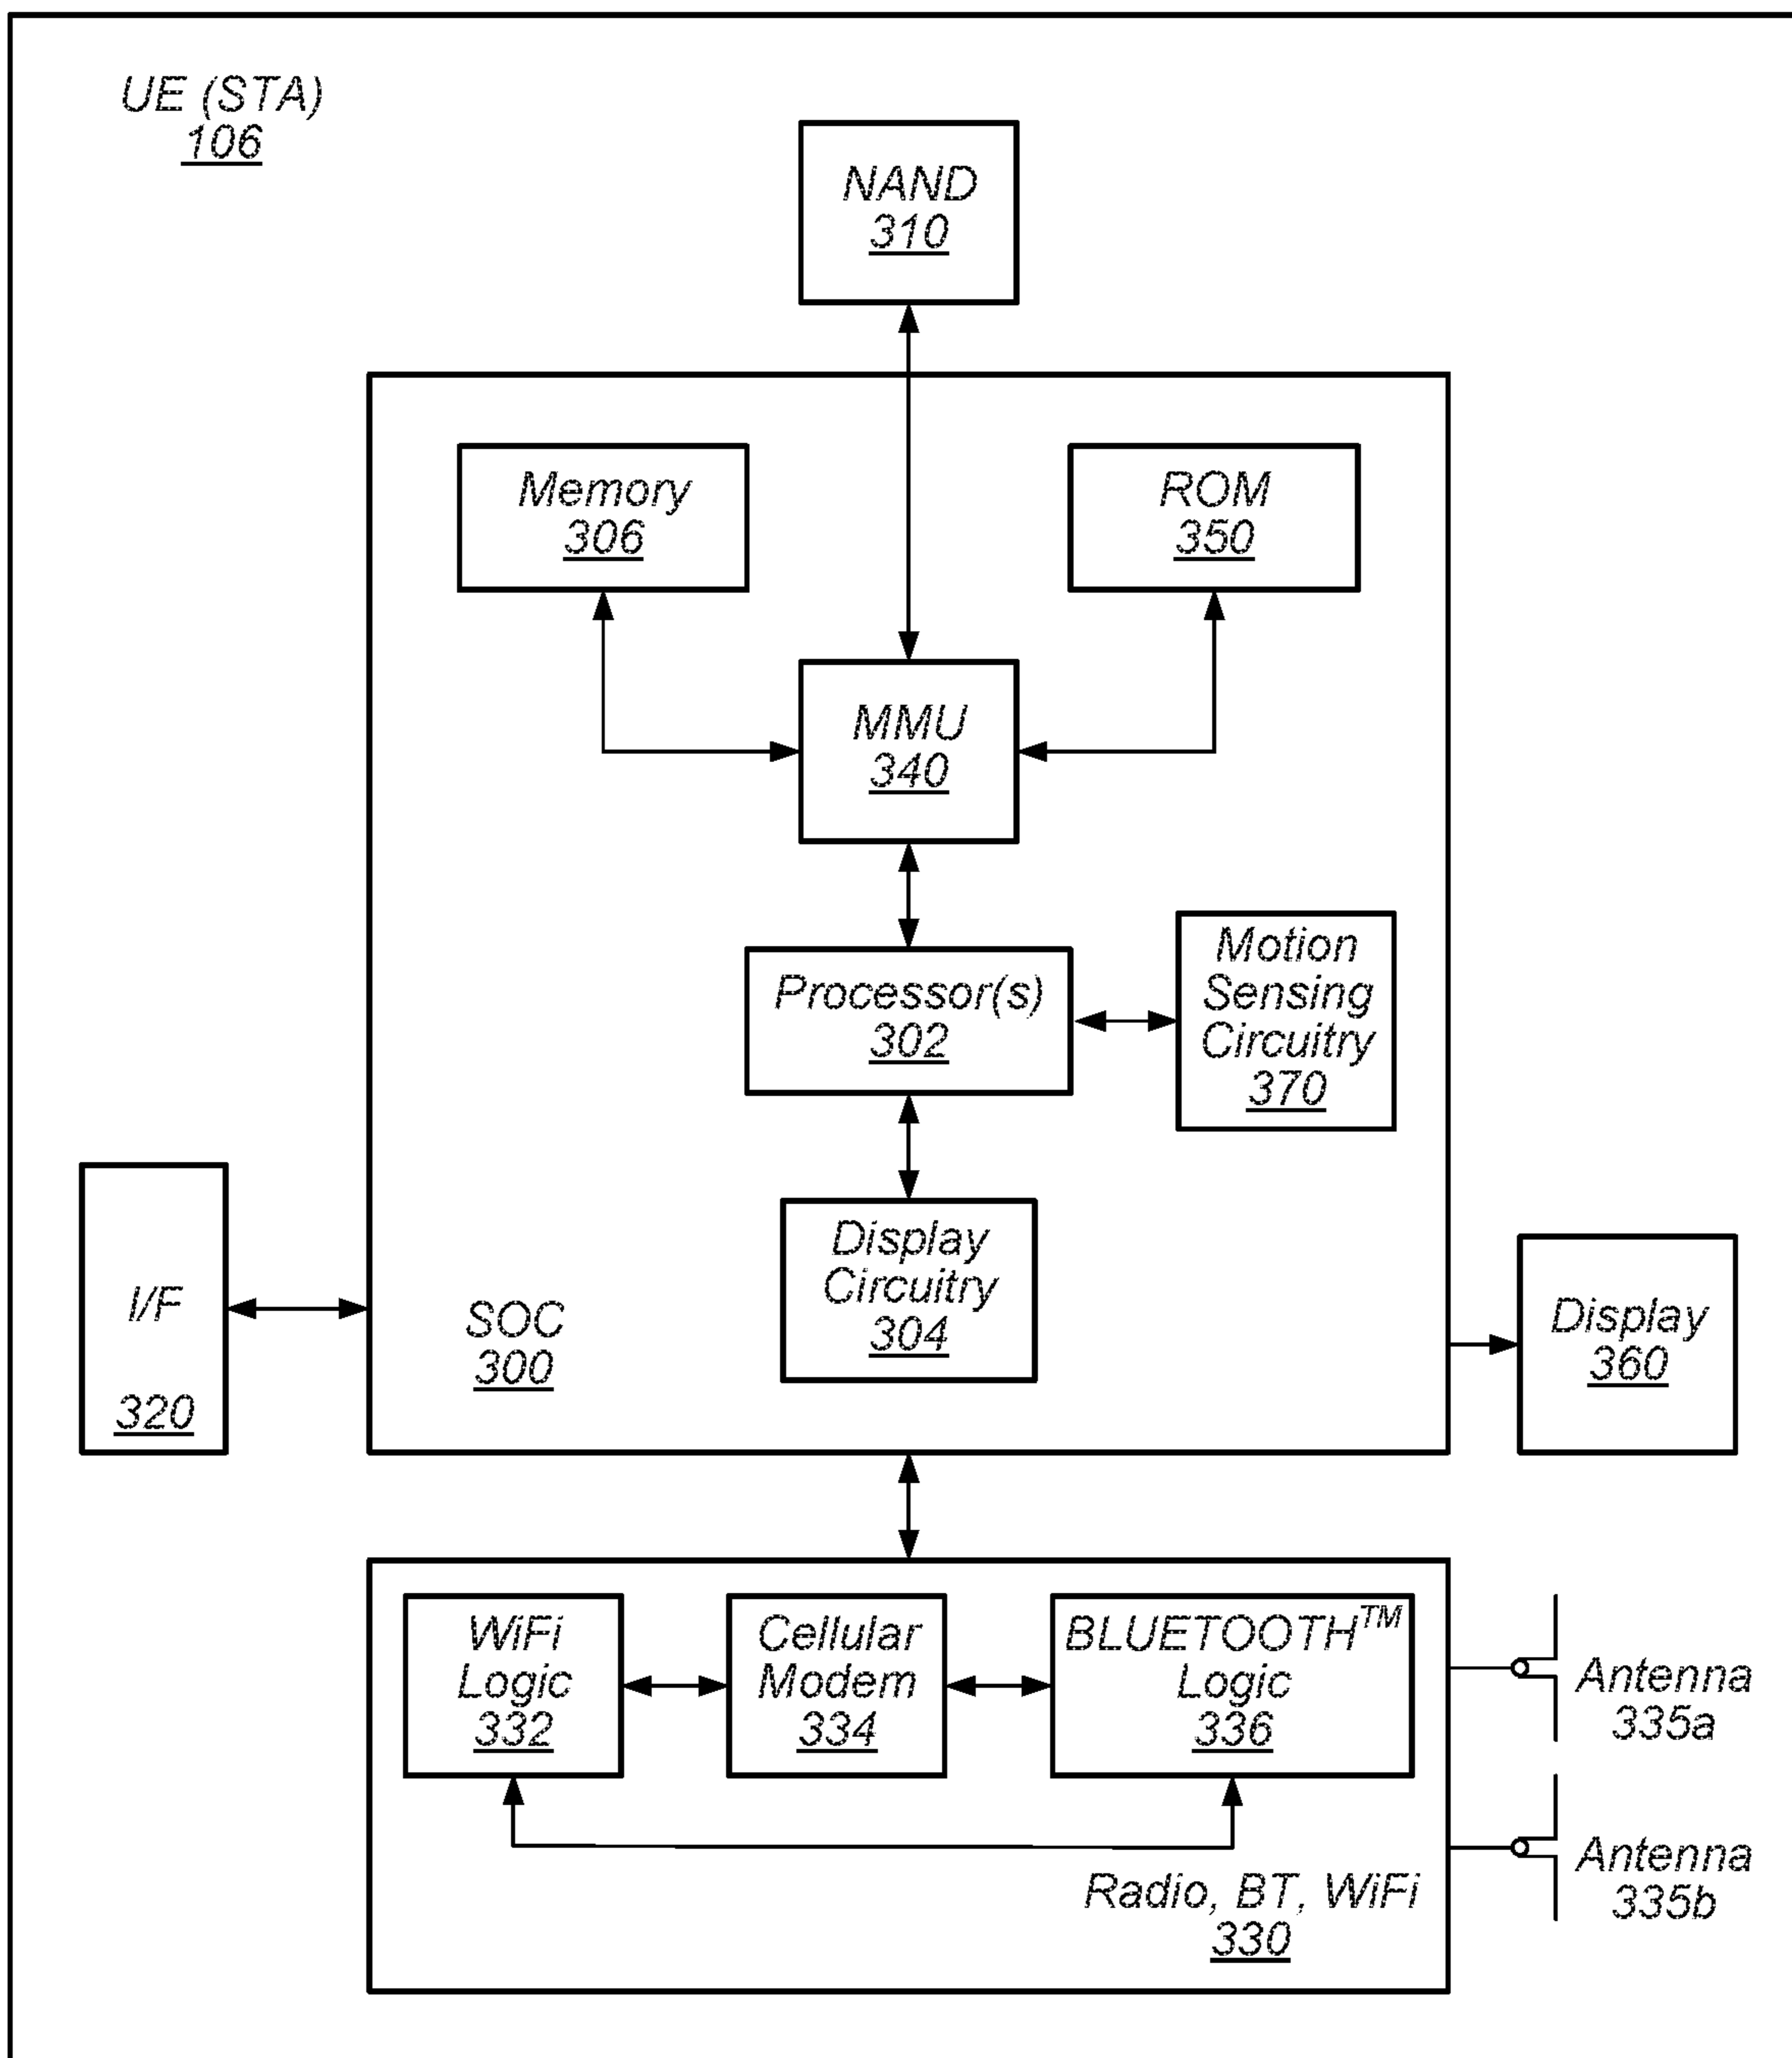 UE (STA)
106
NAND
310
Memory
306
ROM
350
MMU
340
Processor(s)
302
Motion
Sensing
Circuitry
370
Display
Circuitry
304
SOC
300
I/F
320
Display
360
WiFi
Logic
332
Cellular
Modem
334
BLUETOOTH™
Logic
336
Radio, BT, WiFi
330
Antenna
335a
Antenna
335b